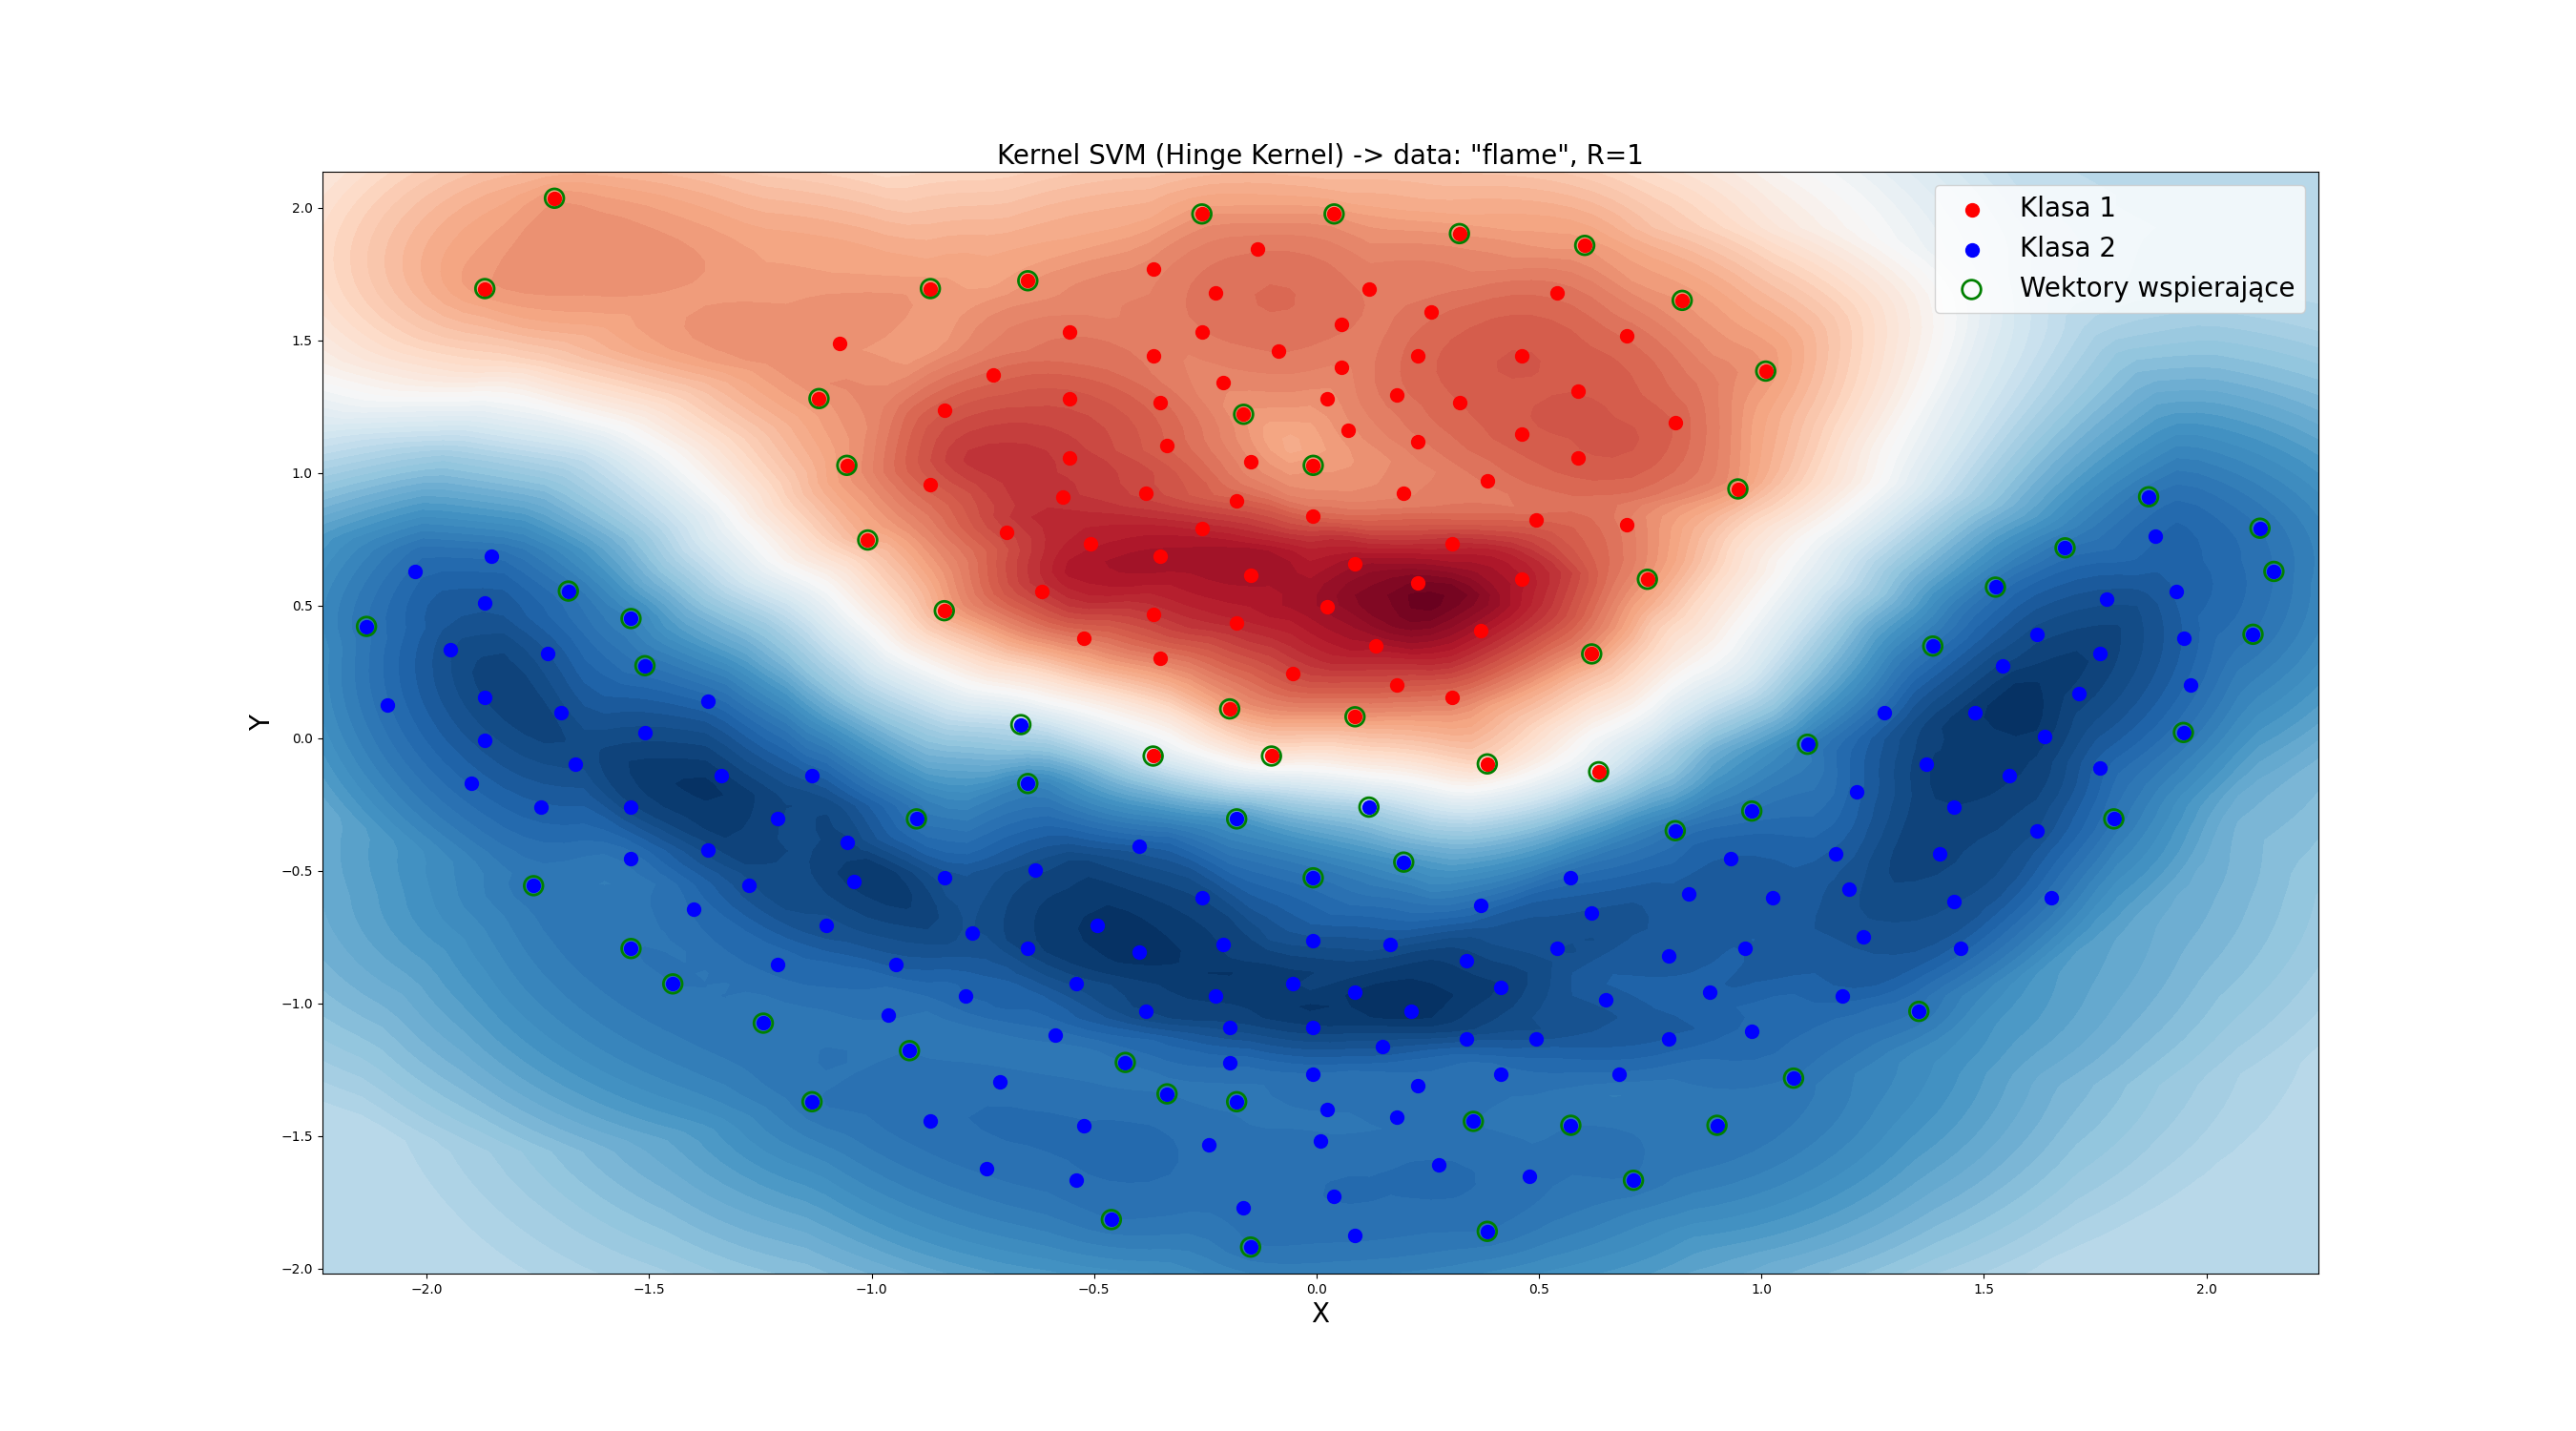 Kernel SVM (Hinge Kernel) -> data: "flame", R=1
Klasa 1
Klasa 2
Wektory wspierające
2.0
1.5
1.0
0.5
0.0
−0.5
−1.0
−1.5
−2.0
Y
−2.0 −1.5 −1.0 −0.5 0.0 0.5 1.0 1.5 2.0
X